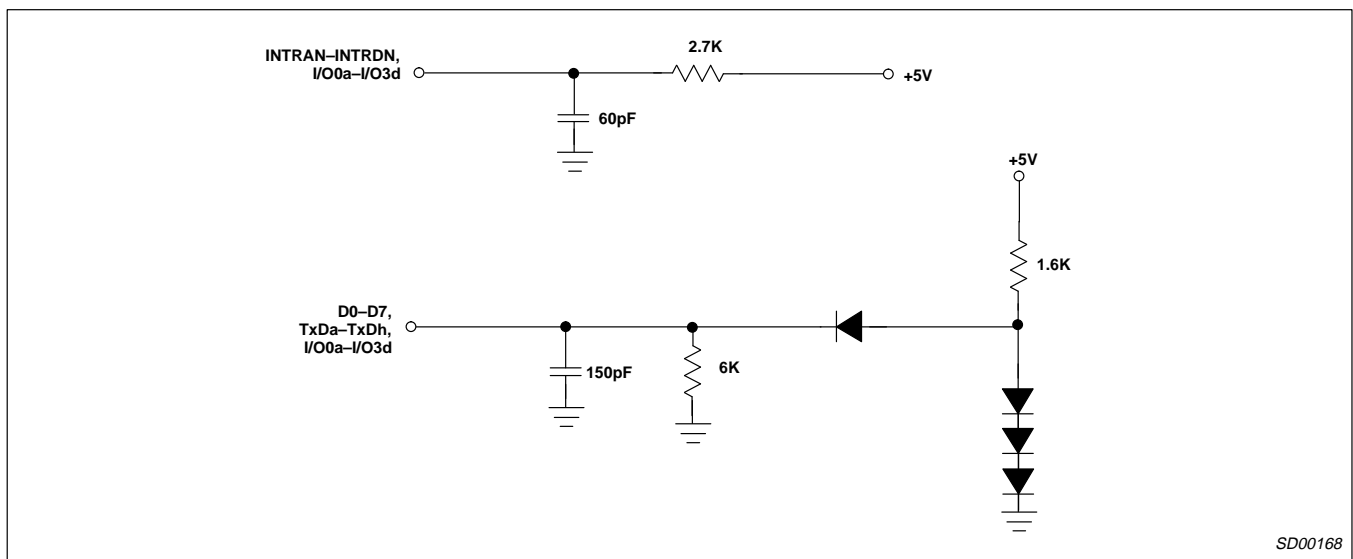 INTRAN–INTRDN,
I/O0a–I/O3d
2.7K
+5V
60pF
+5V
1.6K
D0–D7,
TxDa–TxDh,
I/O0a–I/O3d
150pF
6K
SD00168